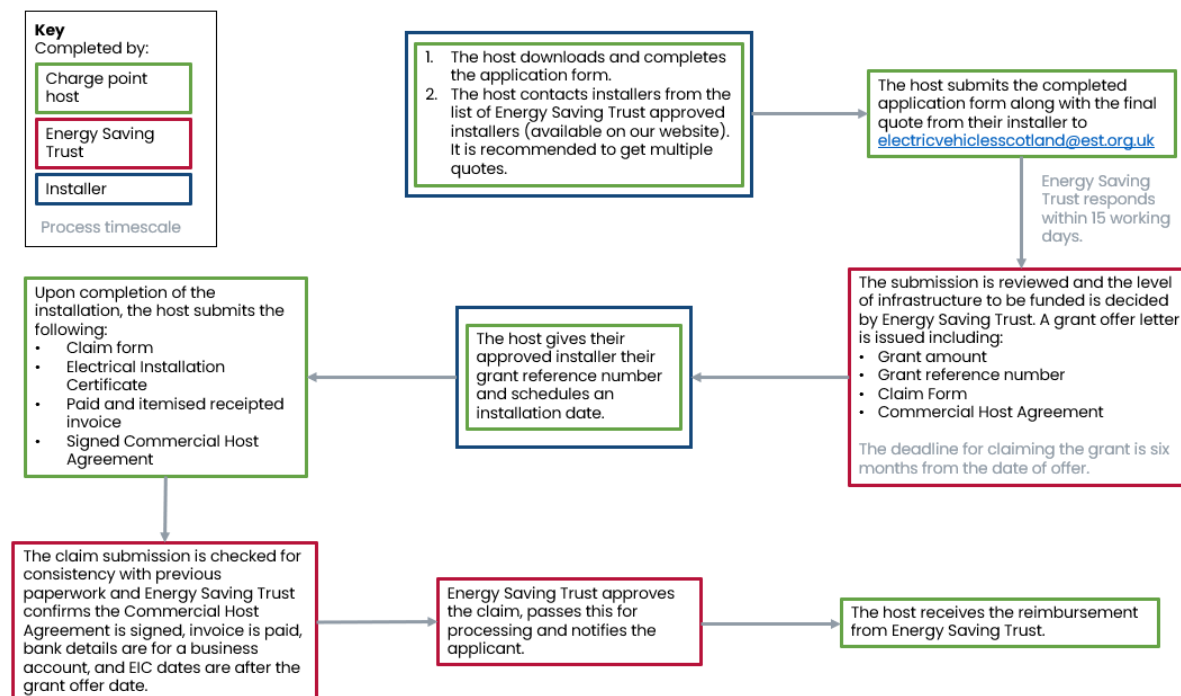 Key
Completed by:
Charge point
host
Energy Saving
Trust
Installer
Process timescale
1. The host downloads and completes
the application form.
2. The host contacts installers from the
list of Energy Saving Trust approved
installers (available on our website).
It is recommended to get multiple
quotes.
The host submits the completed
application form along with the final
quote from their installer to
electricvehiclesscotland@est.org.uk
Energy Saving
Trust responds
within 15 working
days.
The submission is reviewed and the level
of infrastructure to be funded is decided
by Energy Saving Trust. A grant offer letter
is issued including:
• Grant amount
• Grant reference number
• Claim Form
• Commercial Host Agreement
The deadline for claiming the grant is six
months from the date of offer.
The host gives their
approved installer their
grant reference number
and schedules an
installation date.
Upon completion of the
installation, the host submits the
following:
• Claim form
• Electrical Installation
Certificate
• Paid and itemised receipted
invoice
• Signed Commercial Host
Agreement
The claim submission is checked for
consistency with previous
paperwork and Energy Saving Trust
confirms the Commercial Host
Agreement is signed, invoice is paid,
bank details are for a business
account, and EIC dates are after the
grant offer date.
Energy Saving Trust approves
the claim, passes this for
processing and notifies the
applicant.
The host receives the reimbursement
from Energy Saving Trust.